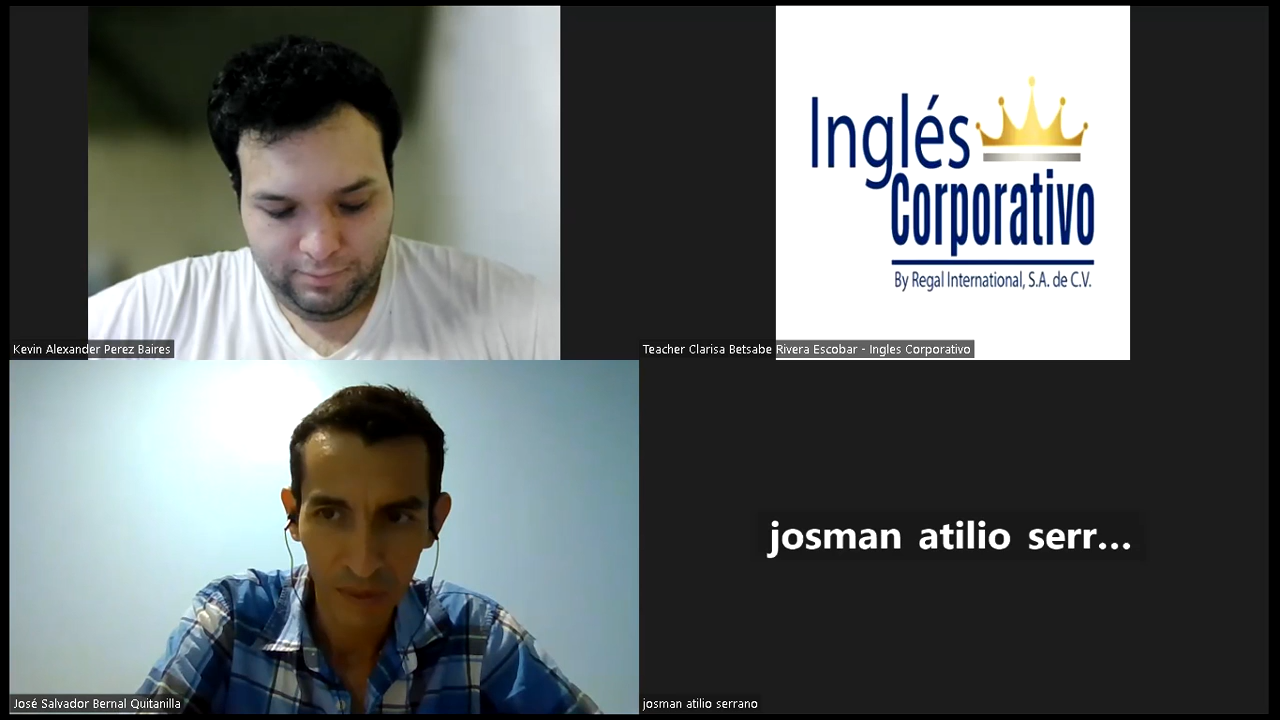 Inglés
Corporativo
By Regal International, S.A. de C.V.
Kevin Alexander Perez Baires
Teacher Clarisa Betsabe Rivera Escobar - Ingles Corporativo
josman atilio serr...
José Salvador Bernal Quitanilla
josman atilio serrano